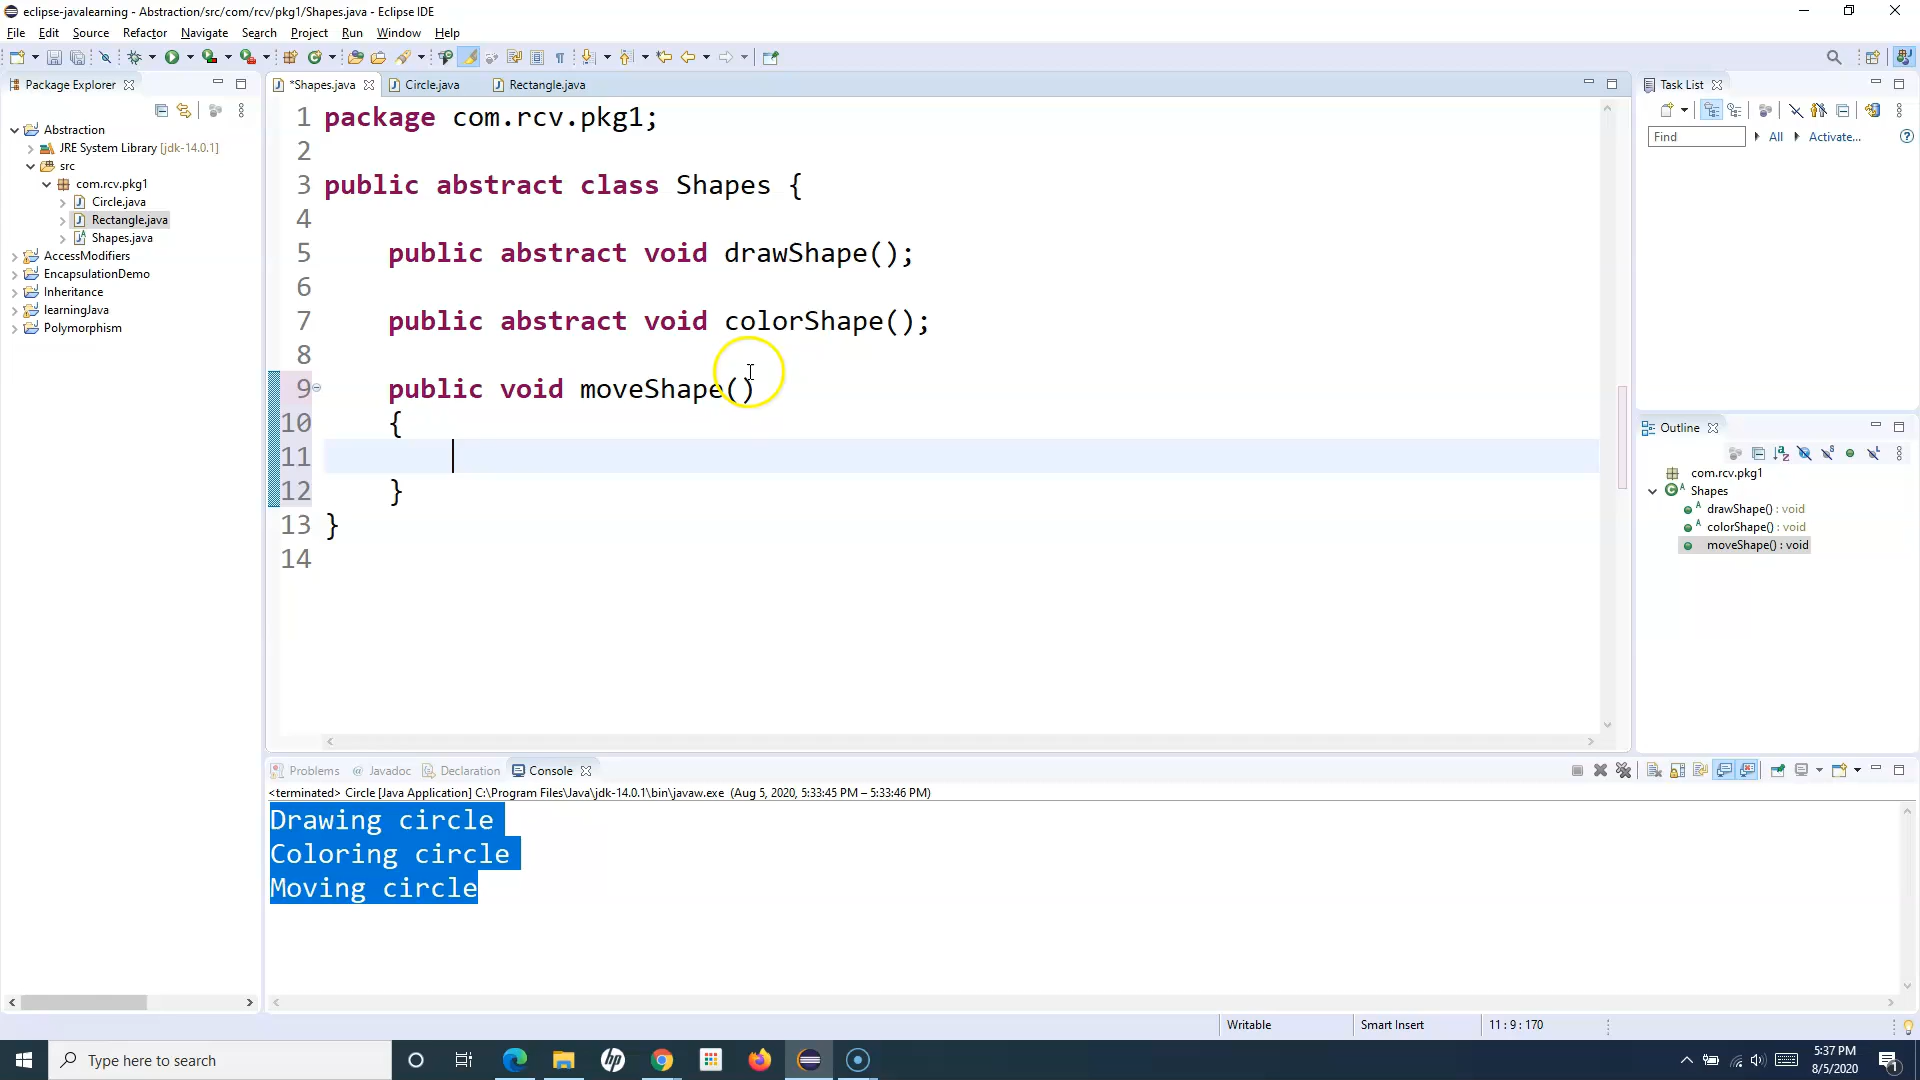 eclipse-javalearning - Abstraction/src/com/rcv/pkg1/Shapes.java - Eclipse IDE
File Edit Source Refactor Navigate Search Project Run Window Help
Package Explorer
Abstraction
JRE System Library [jdk-14.0.1]
src
com.rcv.pkg1
Circle.java
Rectangle.java
Shapes.java
AccessModifiers
EncapsulationDemo
Inheritance
learningJava
Polymorphism
*Shapes.java Circle.java Rectangle.java
1 package com.rcv.pkg1;
2
3 public abstract class Shapes {
4
5 public abstract void drawShape();
6
7 public abstract void colorShape();
8
9 public void moveShape()
10 {
11
12 }
13 }
14
Task List
Find All Activate...
Outline
com.rcv.pkg1
Shapes
drawShape() : void
colorShape() : void
moveShape() : void
Problems Javadoc Declaration Console
<terminated> Circle [Java Application] C:\Program Files\Java\jdk-14.0.1\bin\javaw.exe (Aug 5, 2020, 5:33:45 PM – 5:33:46 PM)
Drawing circle
Coloring circle
Moving circle
Writable Smart Insert 11 : 9 : 170
Type here to search
5:37 PM
8/5/2020